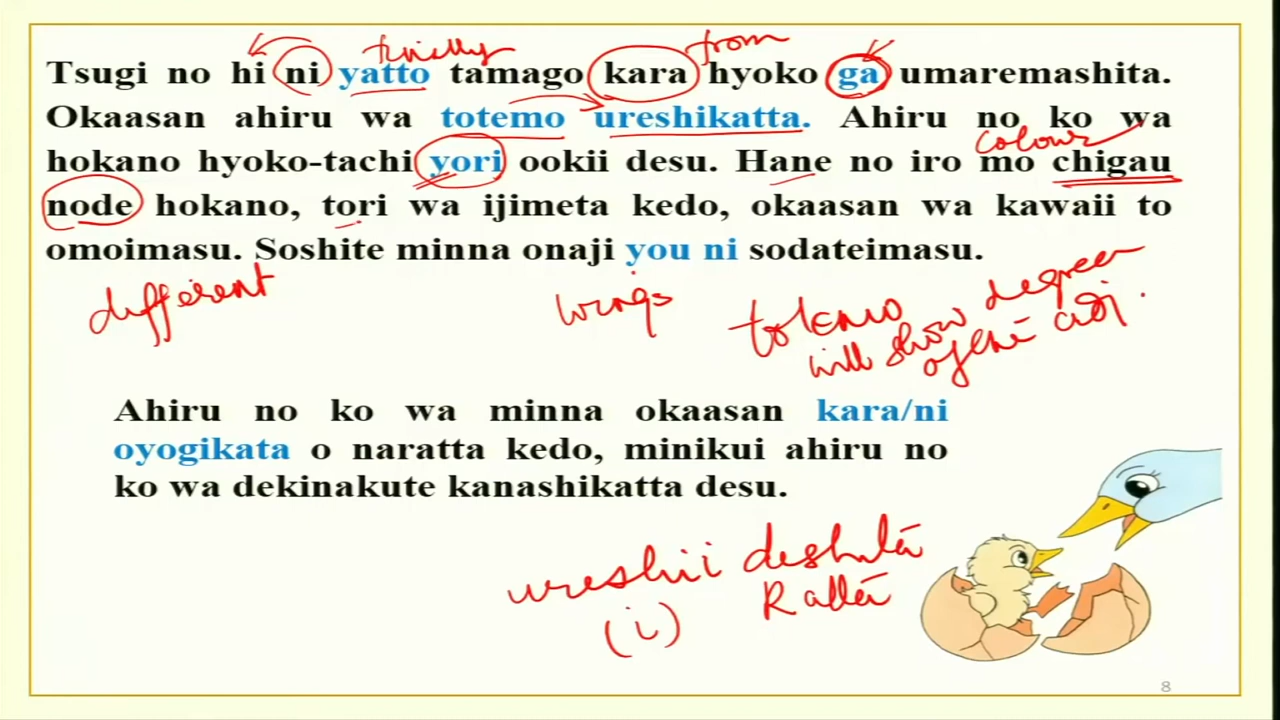 finally from
Tsugi no hi ni yatto tamago kara hyoko ga umaremashita.
Okaasan ahiru wa totemo ureshikatta. Ahiru no ko wa
colour
hokano hyoko-tachi yori ookii desu. Hane no iro mo chigau
node hokano, tori wa ijimeta kedo, okaasan wa kawaii to
omoimasu. Soshite minna onaji you ni sodateimasu.
different wings totemo
will show degree
of the adj.
Ahiru no ko wa minna okaasan kara/ni
oyogikata o naratta kedo, minikui ahiru no
ko wa dekinakute kanashikatta desu.
ureshii deshita
(i) Katta
8